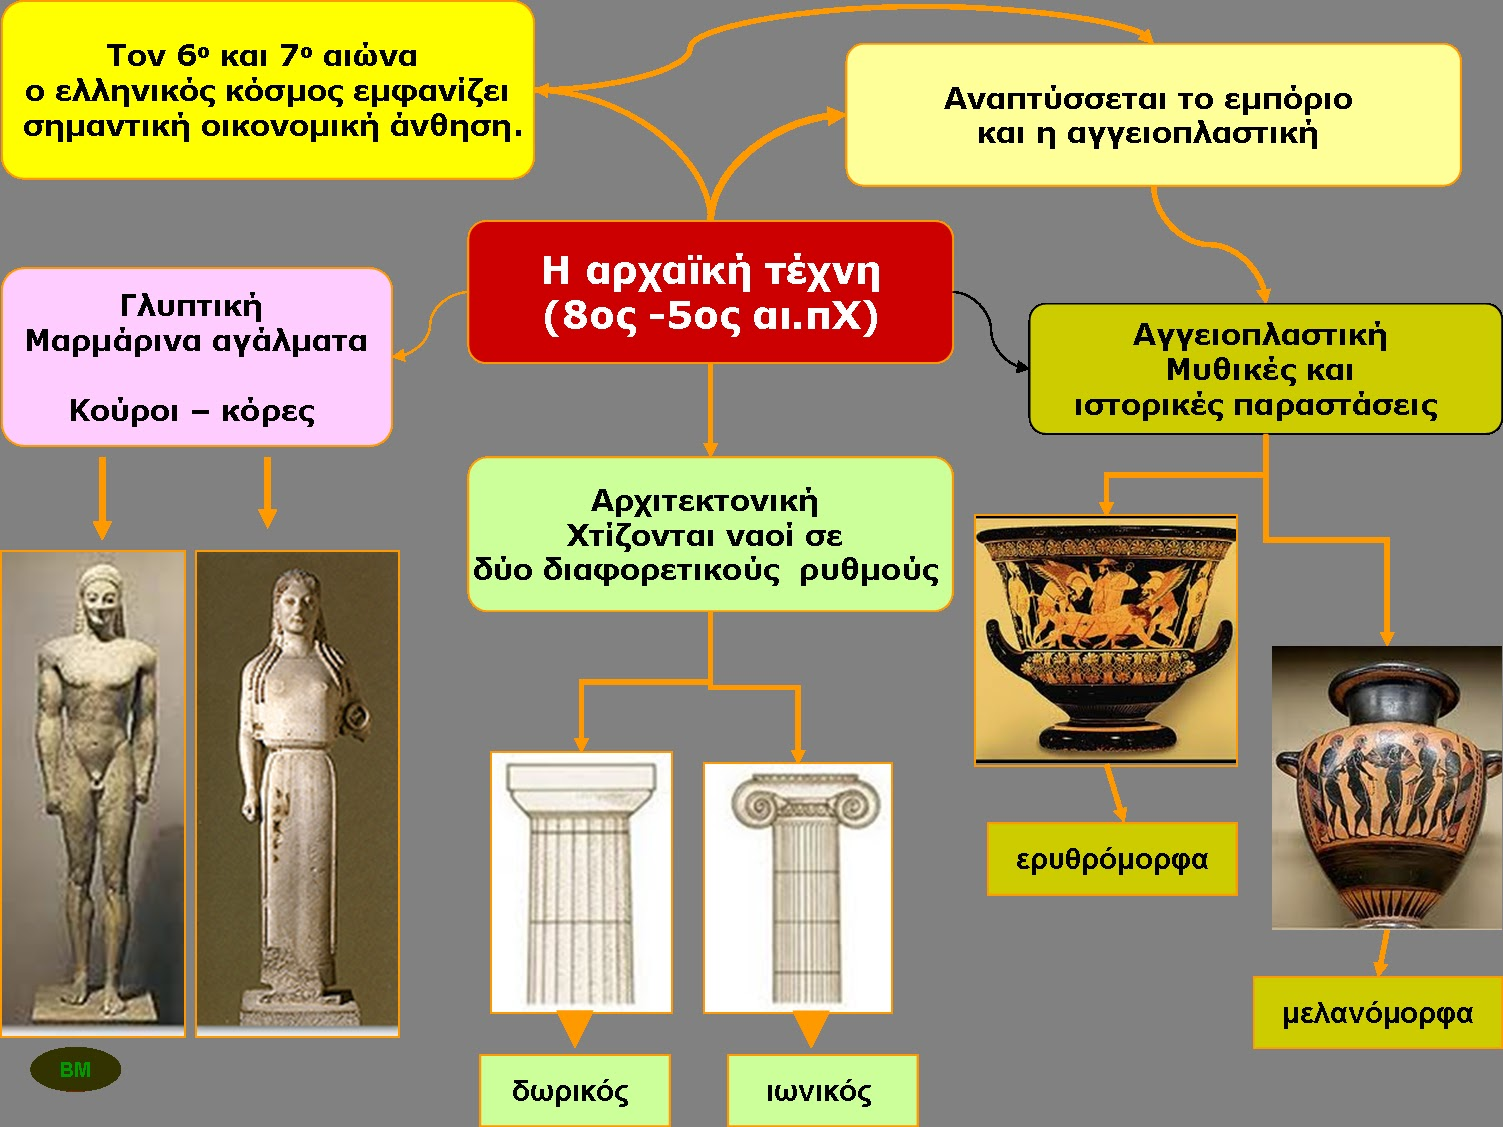 Τον 6ο και 7ο αιώνα
ο ελληνικός κόσμος εμφανίζει
σημαντική οικονομική άνθηση.
Αναπτύσσεται το εμπόριο
και η αγγειοπλαστική
Η αρχαϊκή τέχνη
(8ος -5ος αι.πΧ)
Γλυπτική
Μαρμάρινα αγάλματα
Κούροι – κόρες
Αγγειοπλαστική
Μυθικές και
ιστορικές παραστάσεις
Αρχιτεκτονική
Χτίζονται ναοί σε
δύο διαφορετικούς ρυθμούς
ερυθρόμορφα
μελανόμορφα
δωρικός
ιωνικός
ΒΜ